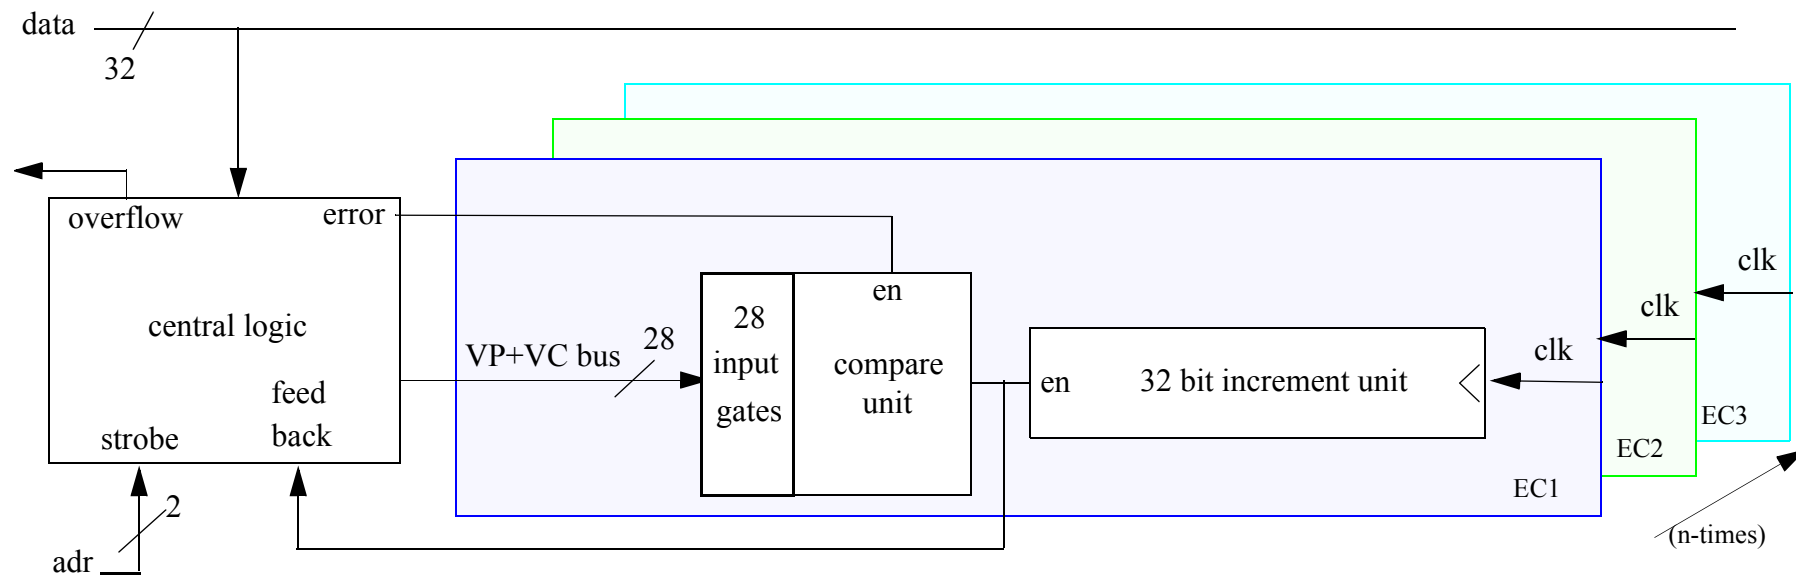 data
32
overflow
error
central logic
feed
back
strobe
2
adr
VP+VC bus
28
28
input
gates
en
compare
unit
en
32 bit increment unit
clk
clk
clk
EC1
EC2
EC3
(n-times)